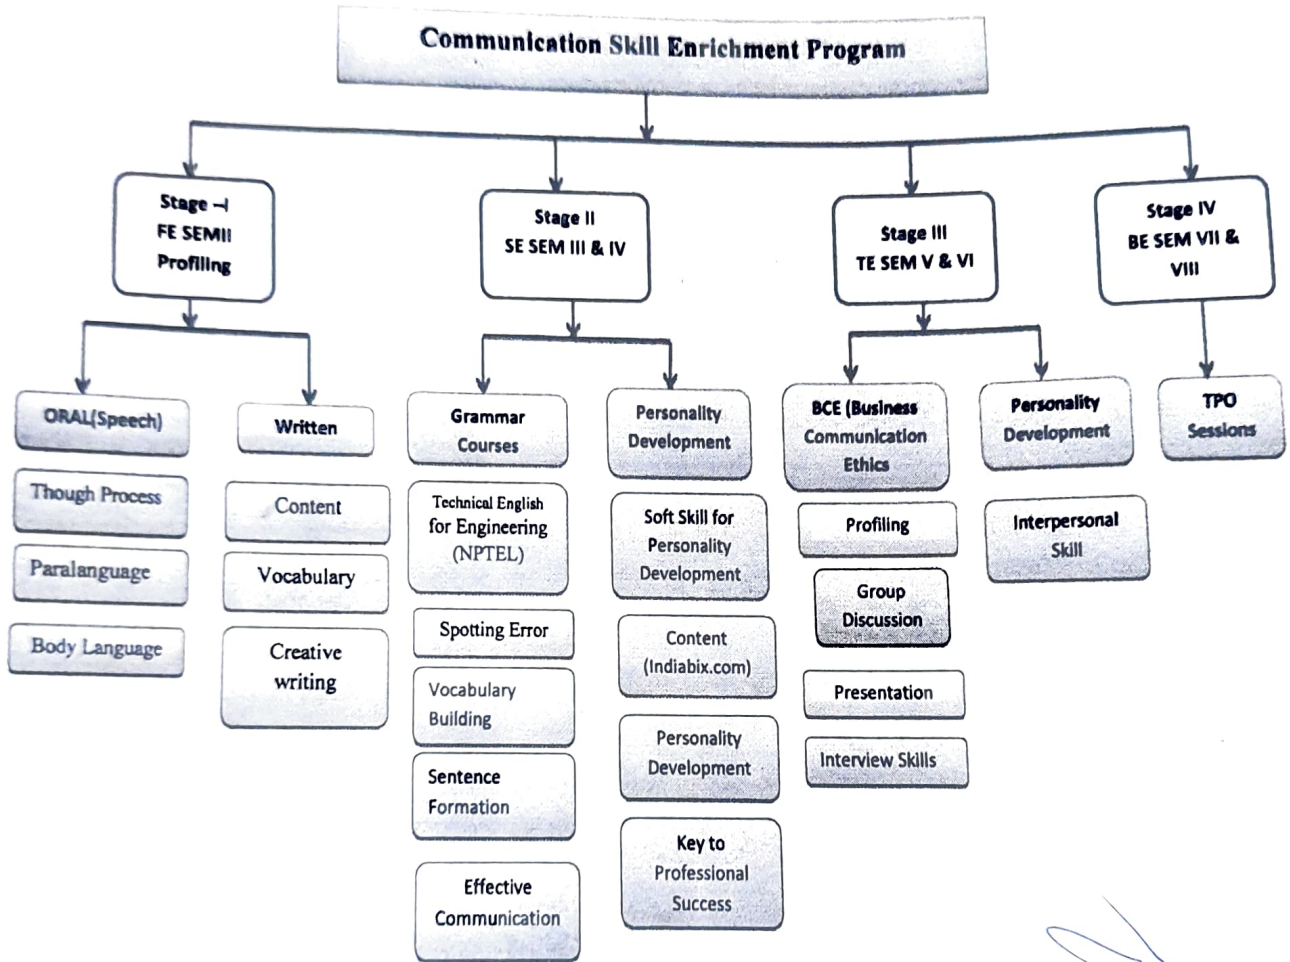 Communication Skill Enrichment Program
Stage –I
FE SEMII
Profiling
Stage II
SE SEM III & IV
Stage III
TE SEM V & VI
Stage IV
BE SEM VII &
VIII
ORAL(Speech)
Though Process
Paralanguage
Body Language
Written
Content
Vocabulary
Creative
writing
Grammar
Courses
Technical English
for Engineering
(NPTEL)
Spotting Error
Vocabulary
Building
Sentence
Formation
Effective
Communication
Personality
Development
Soft Skill for
Personality
Development
Content
(Indiabix.com)
Personality
Development
Key to
Professional
Success
BCE (Business
Communication
Ethics
Profiling
Group
Discussion
Presentation
Interview Skills
Personality
Development
Interpersonal
Skill
TPO
Sessions